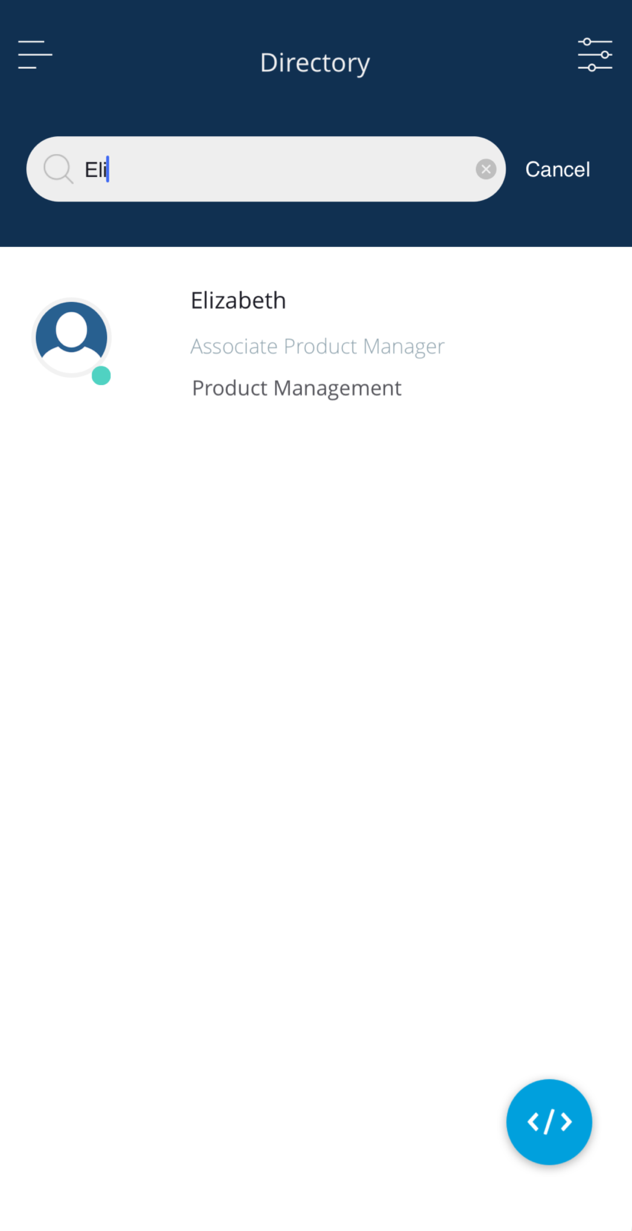 Directory
Eli
Cancel
Elizabeth
Associate Product Manager
Product Management
</>